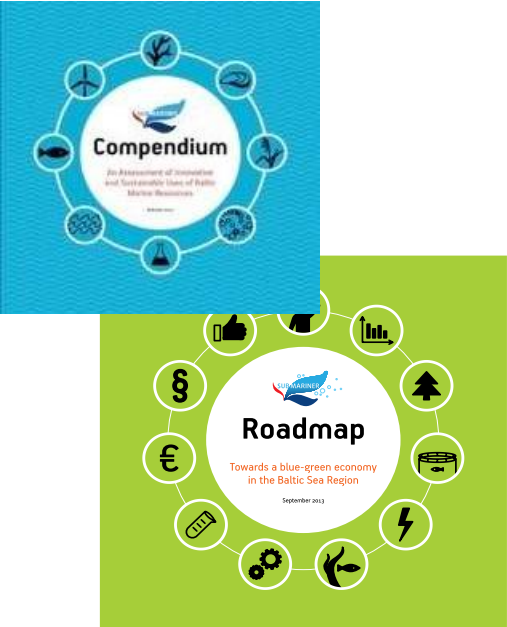 SUBMARINER
Compendium
An Assessment of Innovative
and Sustainable Uses of Baltic
Marine Resources
SUBMARINER
§
Roadmap
€
Towards a blue-green economy
in the Baltic Sea Region
September 2013